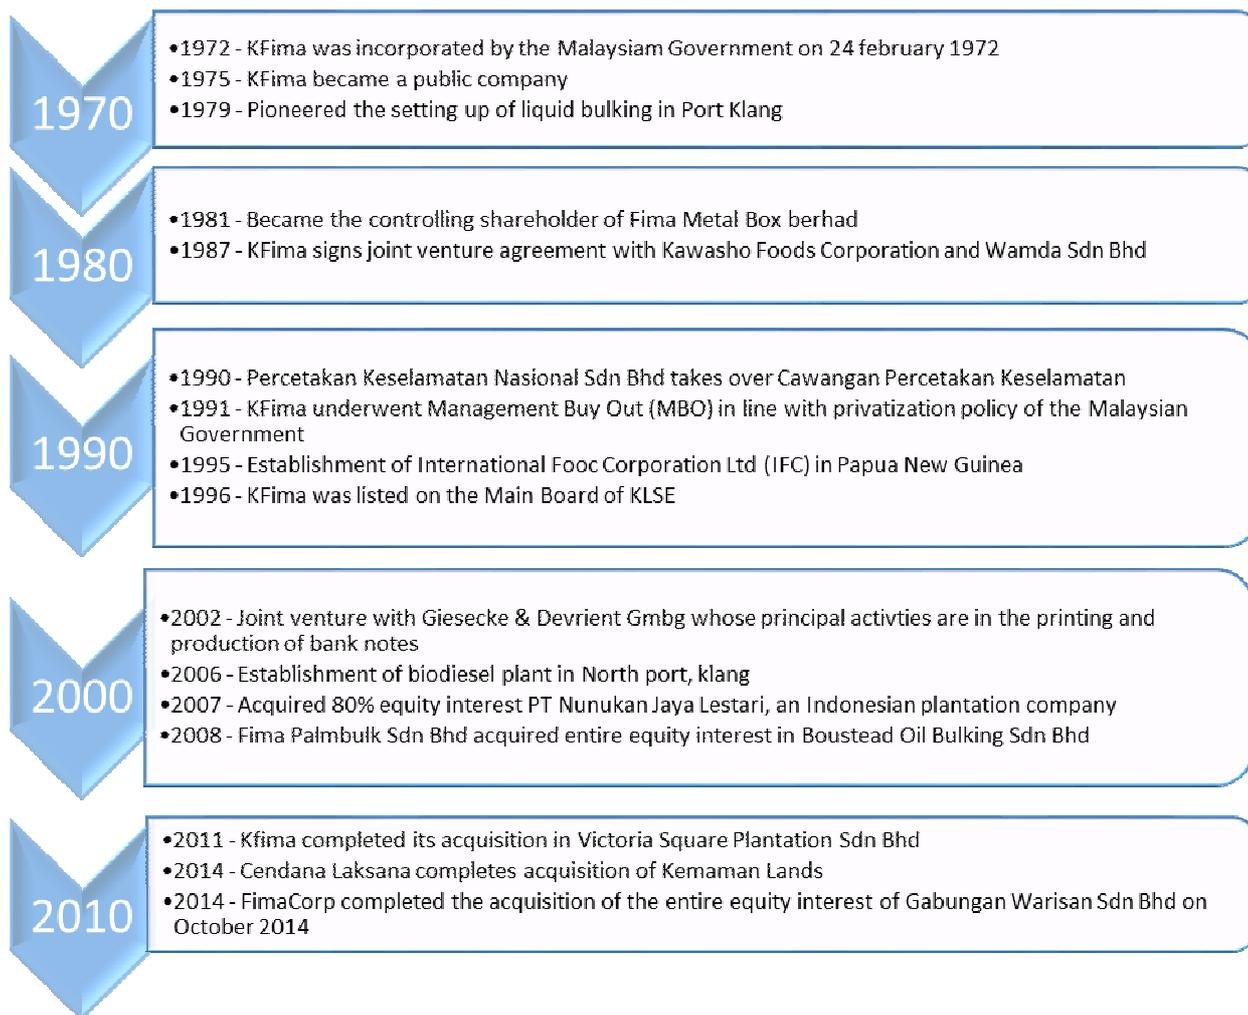 1970
•1972 - KFima was incorporated by the Malaysiam Government on 24 february 1972
•1975 - KFima became a public company
•1979 - Pioneered the setting up of liquid bulking in Port Klang
1980
•1981 - Became the controlling shareholder of Fima Metal Box berhad
•1987 - KFima signs joint venture agreement with Kawasho Foods Corporation and Wamda Sdn Bhd
1990
•1990 - Percetakan Keselamatan Nasional Sdn Bhd takes over Cawangan Percetakan Keselamatan
•1991 - KFima underwent Management Buy Out (MBO) in line with privatization policy of the Malaysian
Government
•1995 - Establishment of International Fooc Corporation Ltd (IFC) in Papua New Guinea
•1996 - KFima was listed on the Main Board of KLSE
2000
•2002 - Joint venture with Giesecke & Devrient Gmbg whose principal activties are in the printing and
production of bank notes
•2006 - Establishment of biodiesel plant in North port, klang
•2007 - Acquired 80% equity interest PT Nunukan Jaya Lestari, an Indonesian plantation company
•2008 - Fima Palmbulk Sdn Bhd acquired entire equity interest in Boustead Oil Bulking Sdn Bhd
2010
•2011 - Kfima completed its acquisition in Victoria Square Plantation Sdn Bhd
•2014 - Cendana Laksana completes acquisition of Kemaman Lands
•2014 - FimaCorp completed the acquisition of the entire equity interest of Gabungan Warisan Sdn Bhd on
October 2014